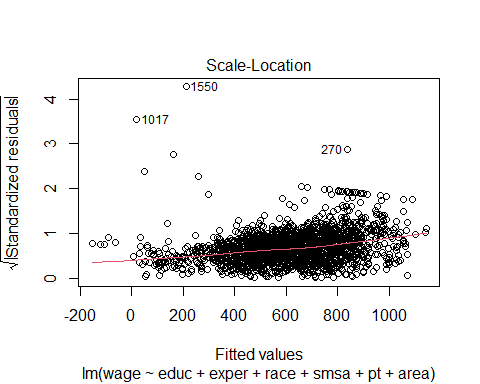 Scale-Location
√|Standardized residuals|
4
3
2
1
0
1550
1017
270
-200 0 200 400 600 800 1000
Fitted values
lm(wage ~ educ + exper + race + smsa + pt + area)